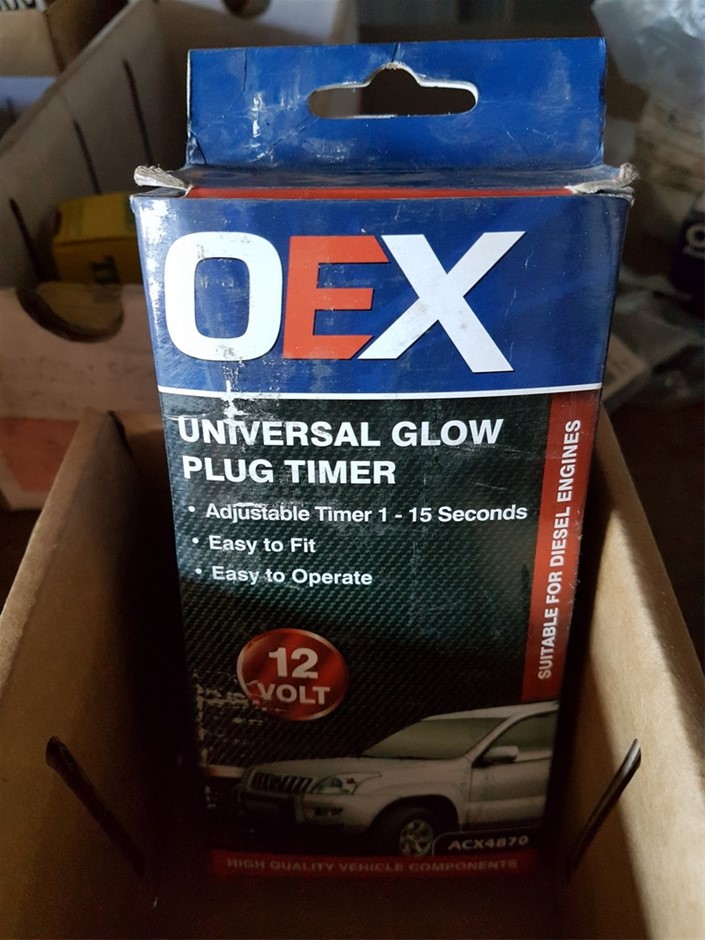 OEX
UNIVERSAL GLOW
PLUG TIMER
• Adjustable Timer 1 - 15 Seconds
• Easy to Fit
• Easy to Operate
SUITABLE FOR DIESEL ENGINES
12
VOLT
ACX4870
HIGH QUALITY VEHICLE COMPONENTS